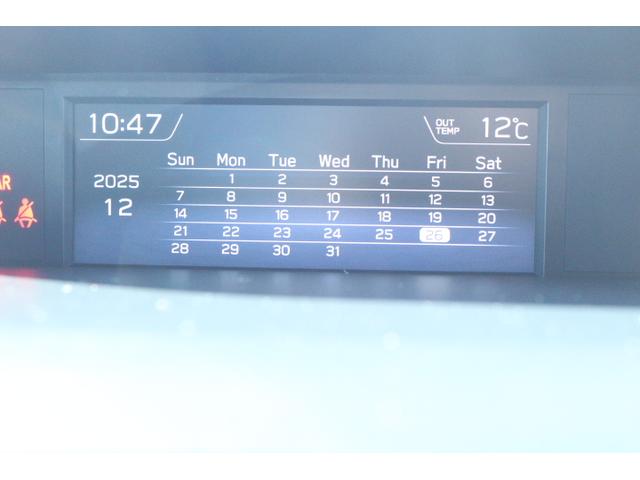 10:47
OUT TEMP 12℃
2025
12
Sun Mon Tue Wed Thu Fri Sat
1 2 3 4 5 6
7 8 9 10 11 12 13
14 15 16 17 18 19 20
21 22 23 24 25 26 27
28 29 30 31